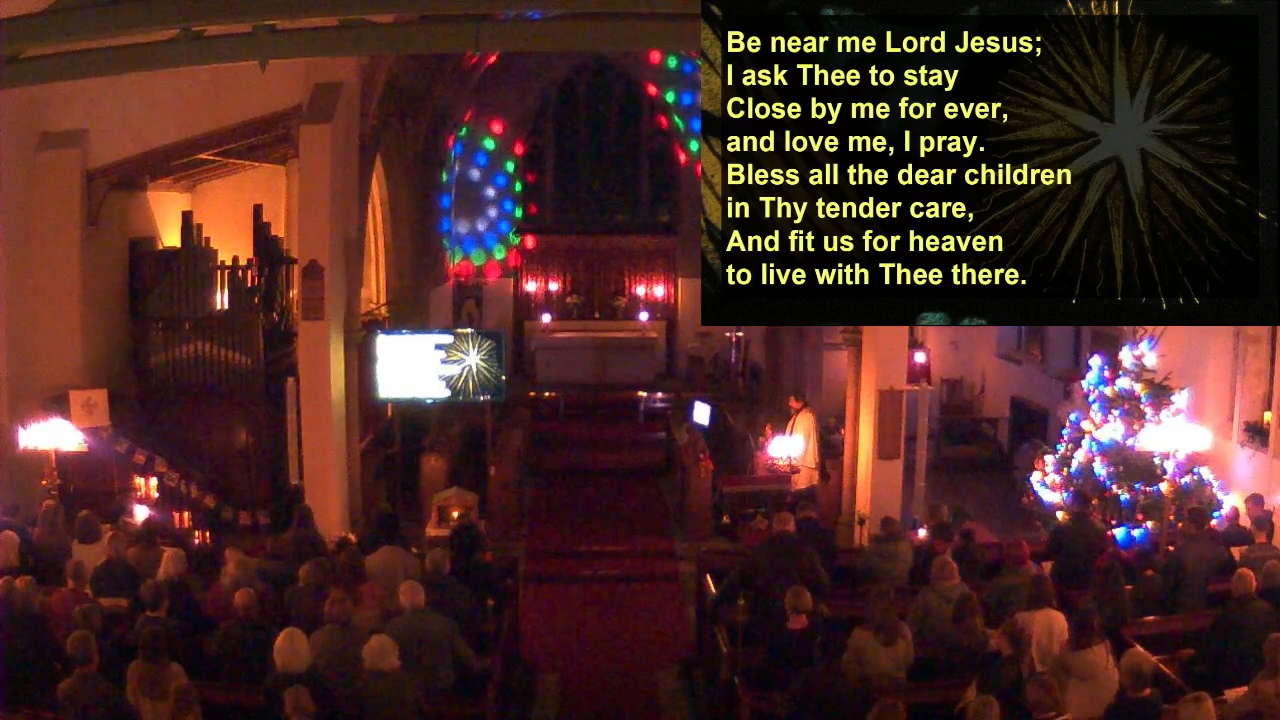 Be near me Lord Jesus;
I ask Thee to stay
Close by me for ever,
and love me, I pray.
Bless all the dear children
in Thy tender care,
And fit us for heaven
to live with Thee there.